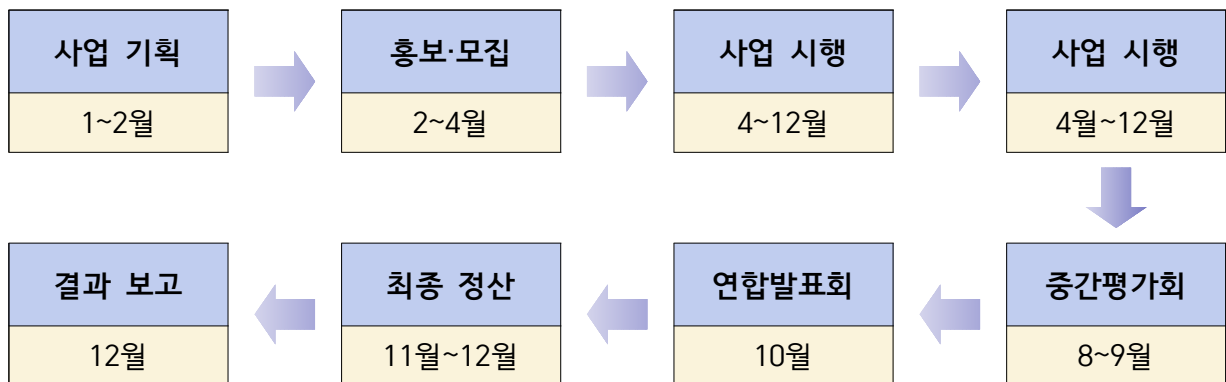 사업 기획
1~2월
홍보·모집
2~4월
사업 시행
4~12월
사업 시행
4월~12월
중간평가회
8~9월
연합발표회
10월
최종 정산
11월~12월
결과 보고
12월